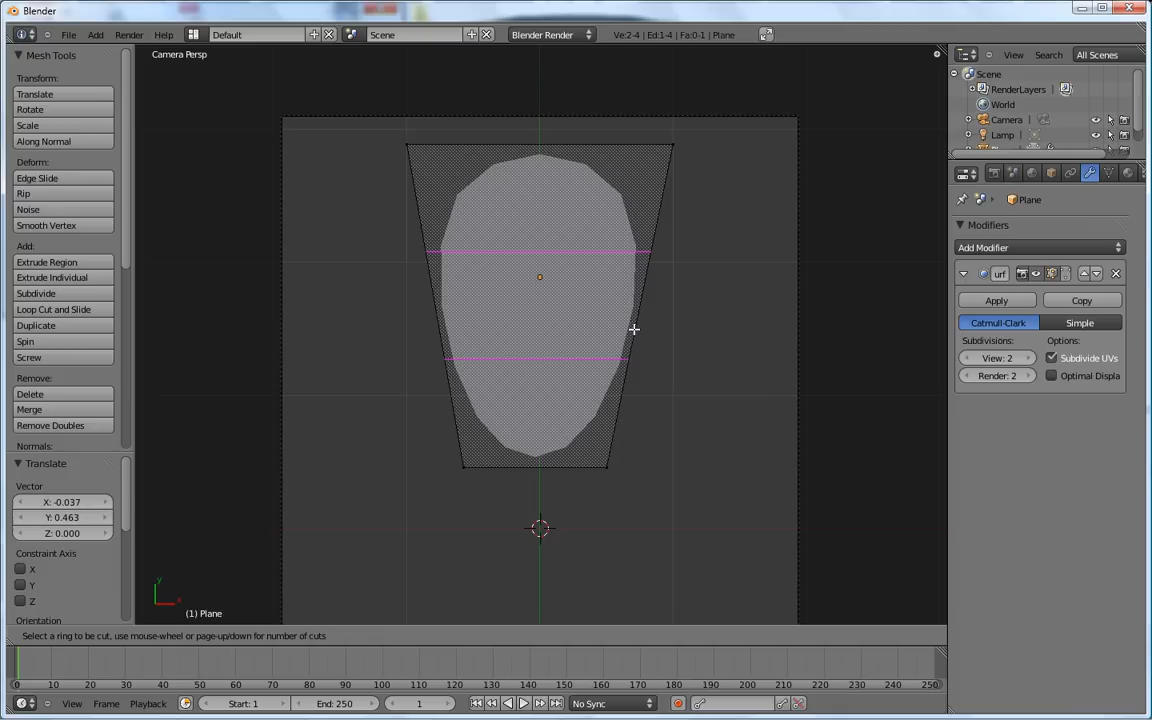 Blender
File Add Render Help Default Scene Blender Render Ve:2-4 | Ed:1-4 | Fa:0-1 | Plane
View Search All Scenes
Mesh Tools
Camera Persp
Transform:
Translate
Rotate
Scale
Along Normal
Deform:
Edge Slide
Rip
Noise
Smooth Vertex
Add:
Extrude Region
Extrude Individual
Subdivide
Loop Cut and Slide
Duplicate
Spin
Screw
Remove:
Delete
Merge
Remove Doubles
Normals:
Translate
Vector
X: -0.037
Y: 0.463
Z: 0.000
Constraint Axis
X
Y
Z
Orientation
y
x
(1) Plane
Scene
RenderLayers
World
Camera
Lamp
Plane
Modifiers
Add Modifier
urf
Apply Copy
Catmull-Clark Simple
Subdivisions: Options:
View: 2 Subdivide UVs
Render: 2 Optimal Displa
Select a ring to be cut, use mouse-wheel or page-up/down for number of cuts
0 10 20 30 40 50 60 70 80 90 100 110 120 130 140 150 160 170 180 190 200 210 220 230 240 250
View Frame Playback Start: 1 End: 250 1 No Sync